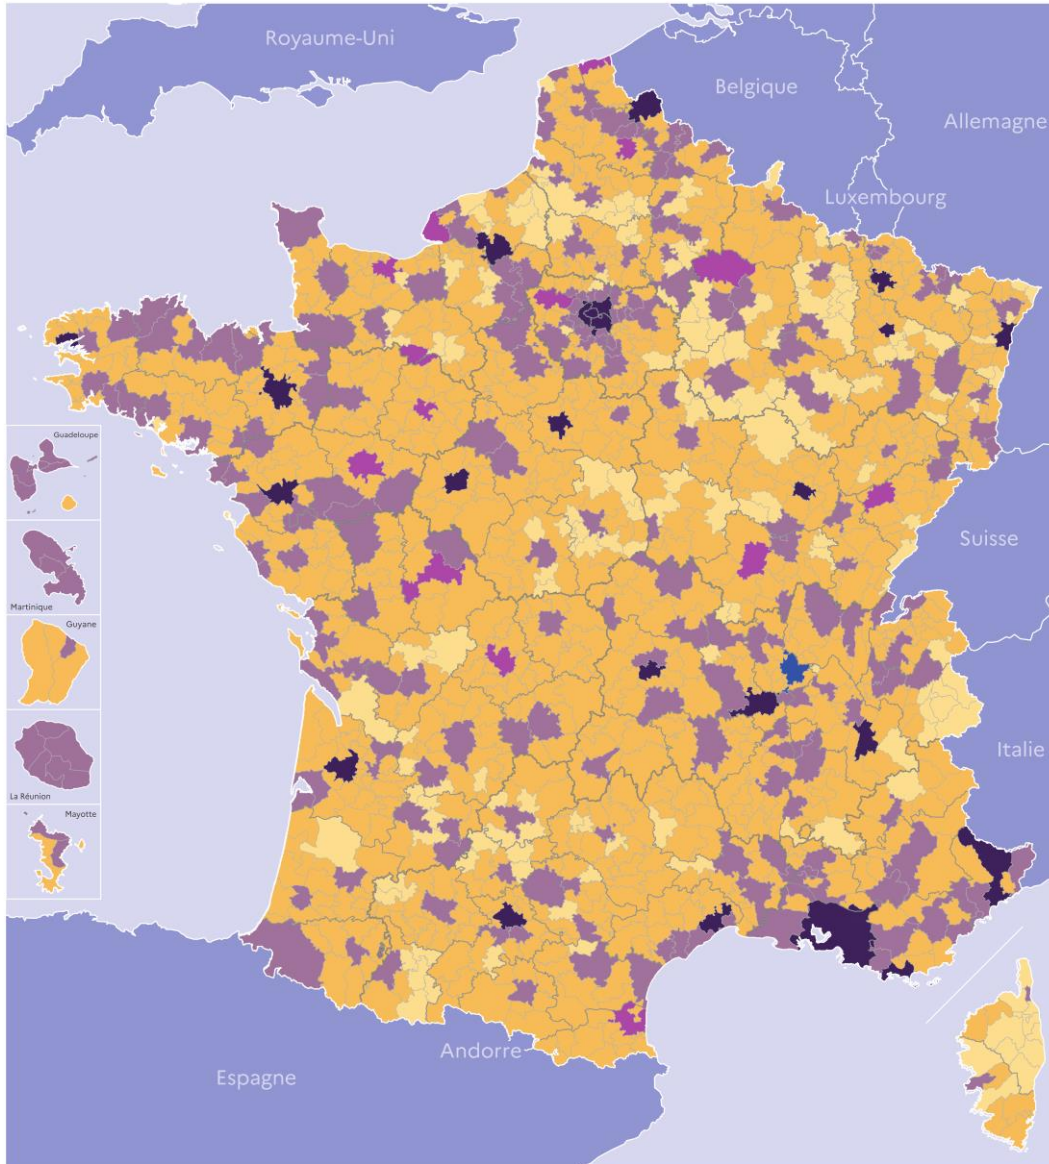 Royaume-Uni
Belgique
Allemagne
Luxembourg
Guadeloupe
Suisse
Martinique
Guyane
Italie
La Réunion
Mayotte
Andorre
Espagne